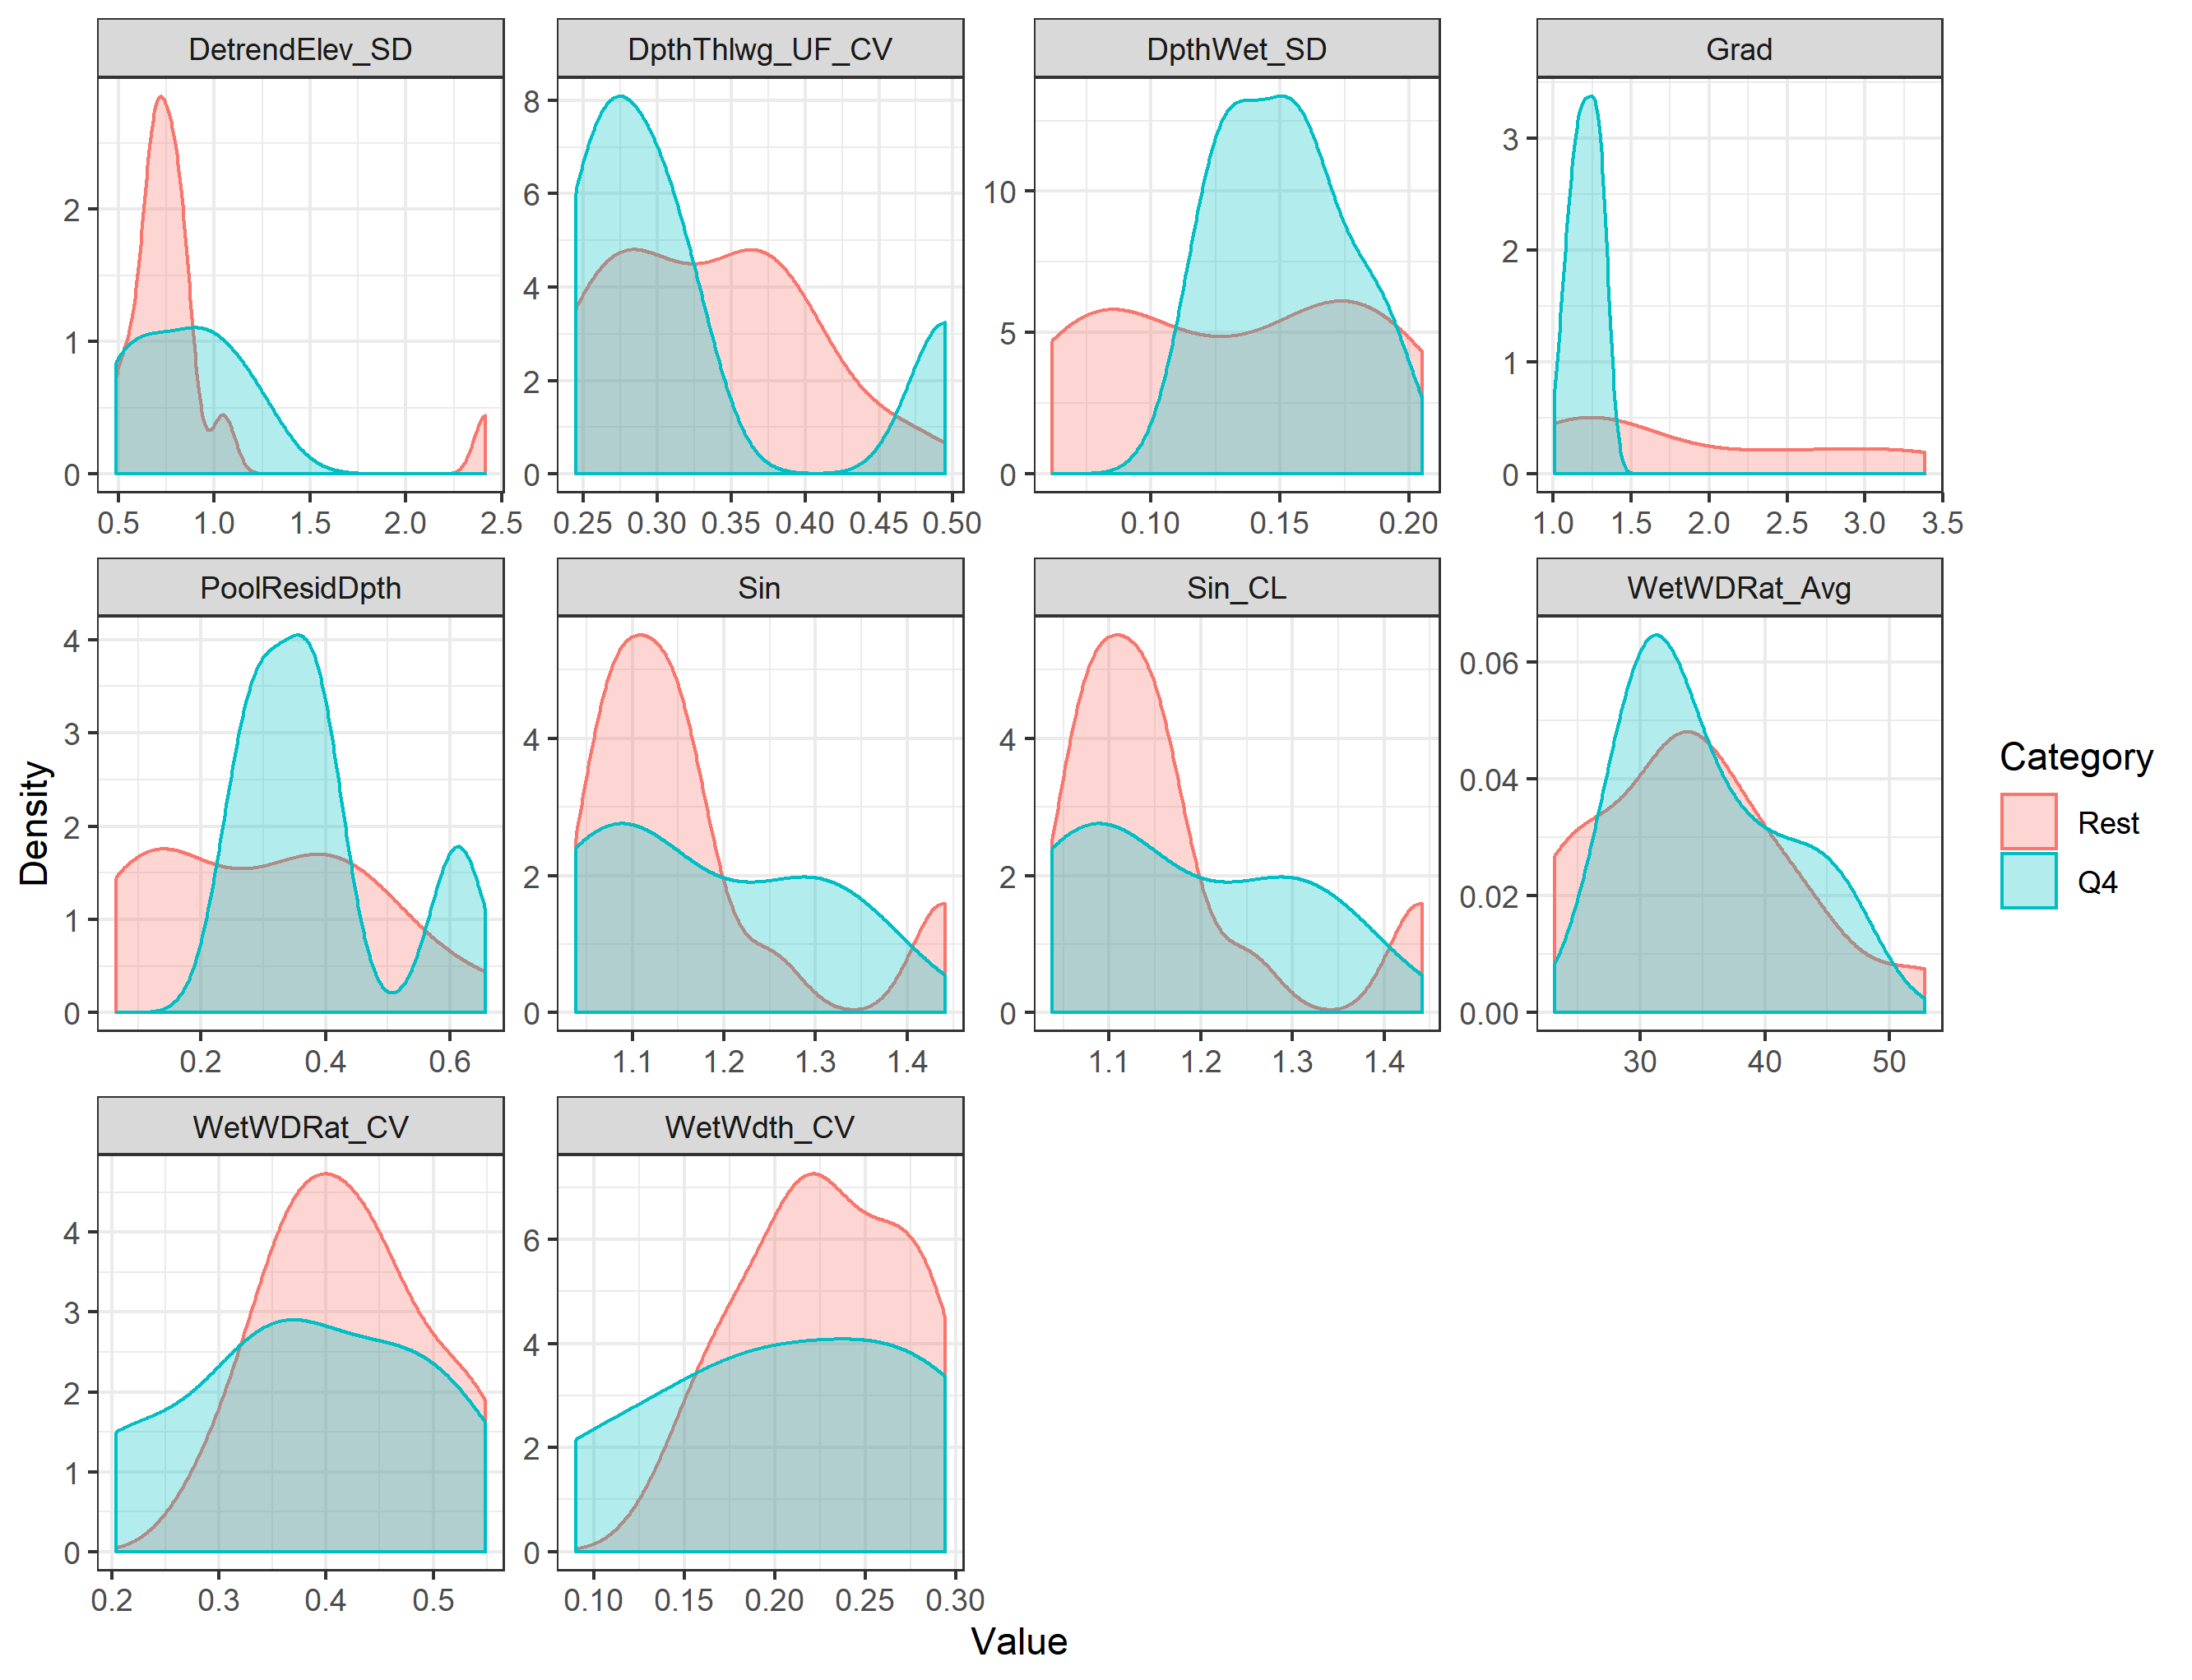 DetrendElev_SD
DpthThlwg_UF_CV
DpthWet_SD
Grad
0
1
2
0
2
4
6
8
0
5
10
0
1
2
3
0.5 1.0 1.5 2.0 2.5
0.25 0.30 0.35 0.40 0.45 0.50
0.10 0.15 0.20
1.0 1.5 2.0 2.5 3.0 3.5
PoolResidDpth
Sin
Sin_CL
WetWDRat_Avg
0
1
2
3
4
0
2
4
0
2
4
0.00
0.02
0.04
0.06
0.2 0.4 0.6
1.1 1.2 1.3 1.4
1.1 1.2 1.3 1.4
30 40 50
WetWDRat_CV
WetWdth_CV
0
1
2
3
4
0
2
4
6
0.2 0.3 0.4 0.5
0.10 0.15 0.20 0.25 0.30
Value
Density
Category
Rest
Q4